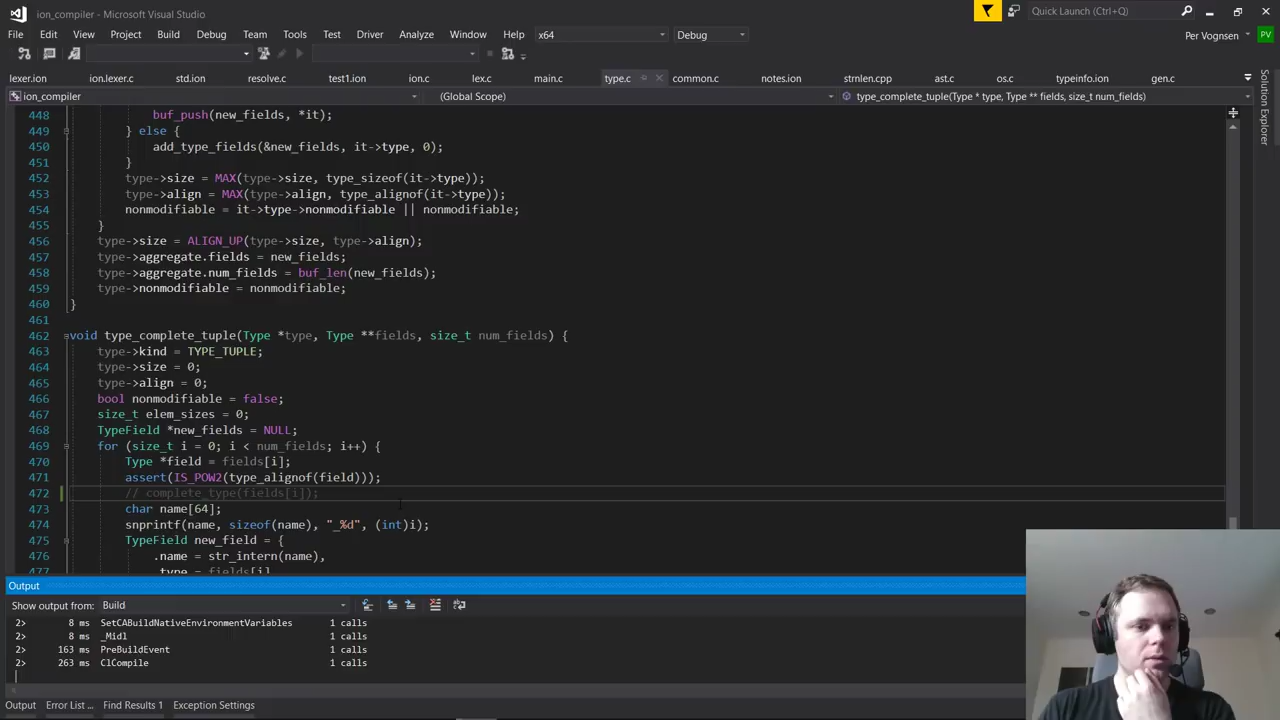 ion_compiler - Microsoft Visual Studio
Quick Launch (Ctrl+Q)
File Edit View Project Build Debug Team Tools Test Driver Analyze Window Help x64 Debug
Per Vognsen PV
lexer.ion ion.lexer.c std.ion resolve.c test1.ion ion.c lex.c main.c type.c common.c notes.ion strnlen.cpp ast.c os.c typeinfo.ion gen.c
Solution Explorer
ion_compiler (Global Scope) type_complete_tuple(Type * type, Type ** fields, size_t num_fields)
448 buf_push(new_fields, *it);
449 } else {
450 add_type_fields(&new_fields, it->type, 0);
451 }
452 type->size = MAX(type->size, type_sizeof(it->type));
453 type->align = MAX(type->align, type_alignof(it->type));
454 nonmodifiable = it->type->nonmodifiable || nonmodifiable;
455 }
456 type->size = ALIGN_UP(type->size, type->align);
457 type->aggregate.fields = new_fields;
458 type->aggregate.num_fields = buf_len(new_fields);
459 type->nonmodifiable = nonmodifiable;
460 }
461
462 void type_complete_tuple(Type *type, Type **fields, size_t num_fields) {
463 type->kind = TYPE_TUPLE;
464 type->size = 0;
465 type->align = 0;
466 bool nonmodifiable = false;
467 size_t elem_sizes = 0;
468 TypeField *new_fields = NULL;
469 for (size_t i = 0; i < num_fields; i++) {
470 Type *field = fields[i];
471 assert(IS_POW2(type_alignof(field)));
472 // complete_type(fields[i]);
473 char name[64];
474 snprintf(name, sizeof(name), "_%d", (int)i);
475 TypeField new_field = {
476 .name = str_intern(name),
477 .type = fields[i],
Output
Show output from: Build
2> 8 ms SetCABuildNativeEnvironmentVariables 1 calls
2> 8 ms _Midl 1 calls
2> 163 ms PreBuildEvent 1 calls
2> 263 ms ClCompile 1 calls
Output Error List ... Find Results 1 Exception Settings